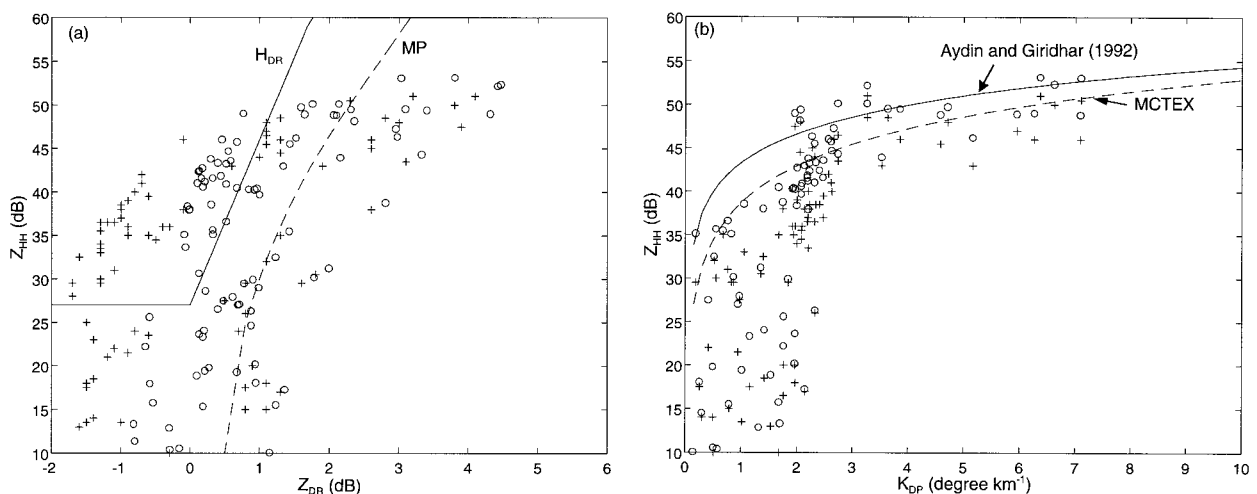 (a)
H_DR
MP
60
55
50
45
40
35
30
25
20
15
10
Z_HH (dB)
-2 -1 0 1 2 3 4 5 6
Z_DR (dB)
(b)
Aydin and Giridhar (1992)
MCTEX
60
55
50
45
40
35
30
25
20
15
10
Z_HH (dB)
0 1 2 3 4 5 6 7 8 9 10
K_DP (degree km⁻¹)